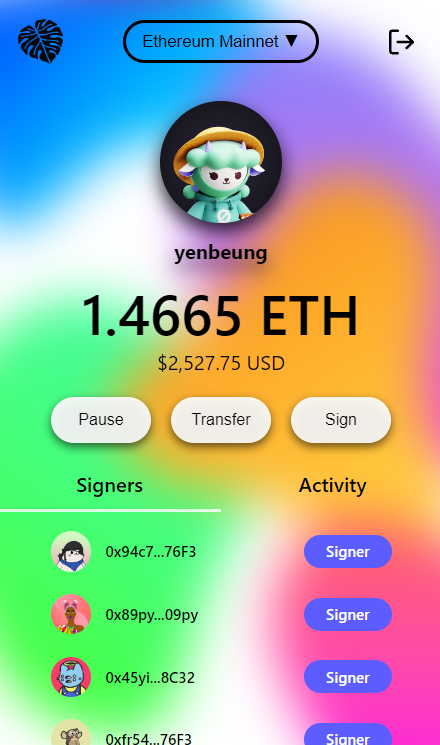 Ethereum Mainnet ▼
yenbeung
1.4665 ETH
$2,527.75 USD
Pause Transfer Sign
Signers Activity
0x94c7...76F3 Signer
0x89py...09py Signer
0x45yi...8C32 Signer
0xfr54...76F3 Signer